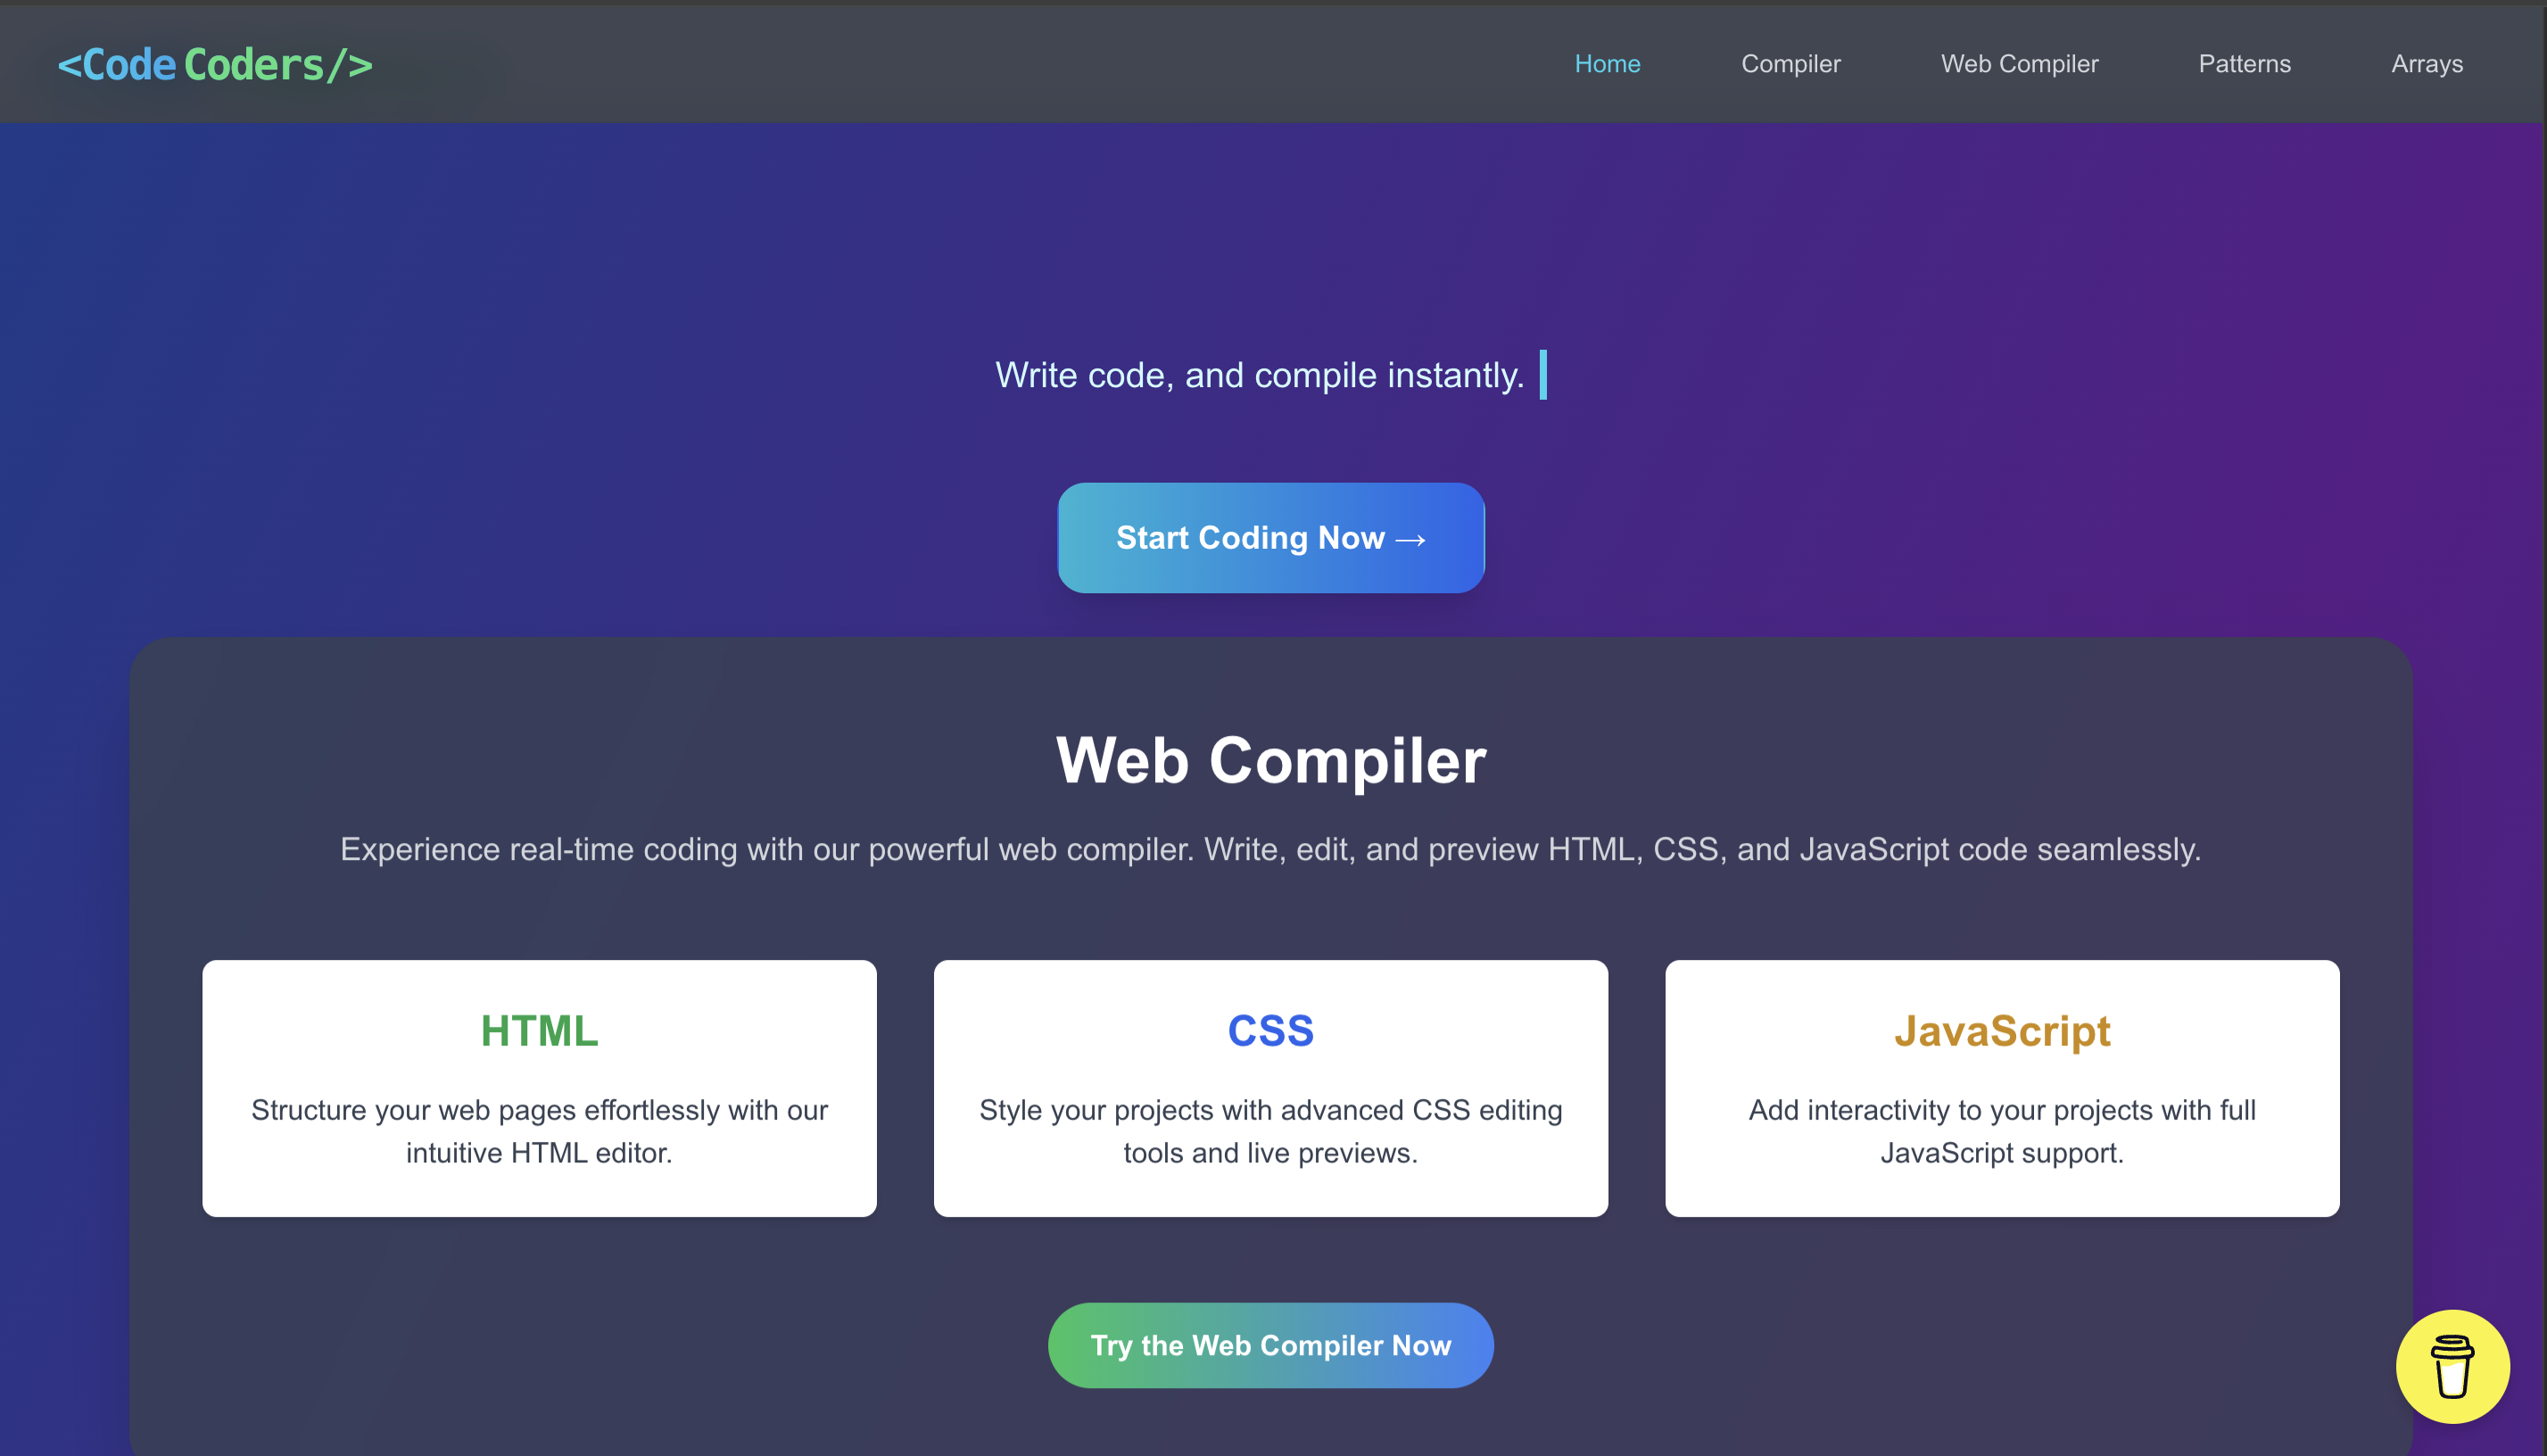 <Code Coders/>
Home Compiler Web Compiler Patterns Arrays
Write code, and compile instantly.
Start Coding Now →
Web Compiler
Experience real-time coding with our powerful web compiler. Write, edit, and preview HTML, CSS, and JavaScript code seamlessly.
HTML
Structure your web pages effortlessly with our
intuitive HTML editor.
CSS
Style your projects with advanced CSS editing
tools and live previews.
JavaScript
Add interactivity to your projects with full
JavaScript support.
Try the Web Compiler Now